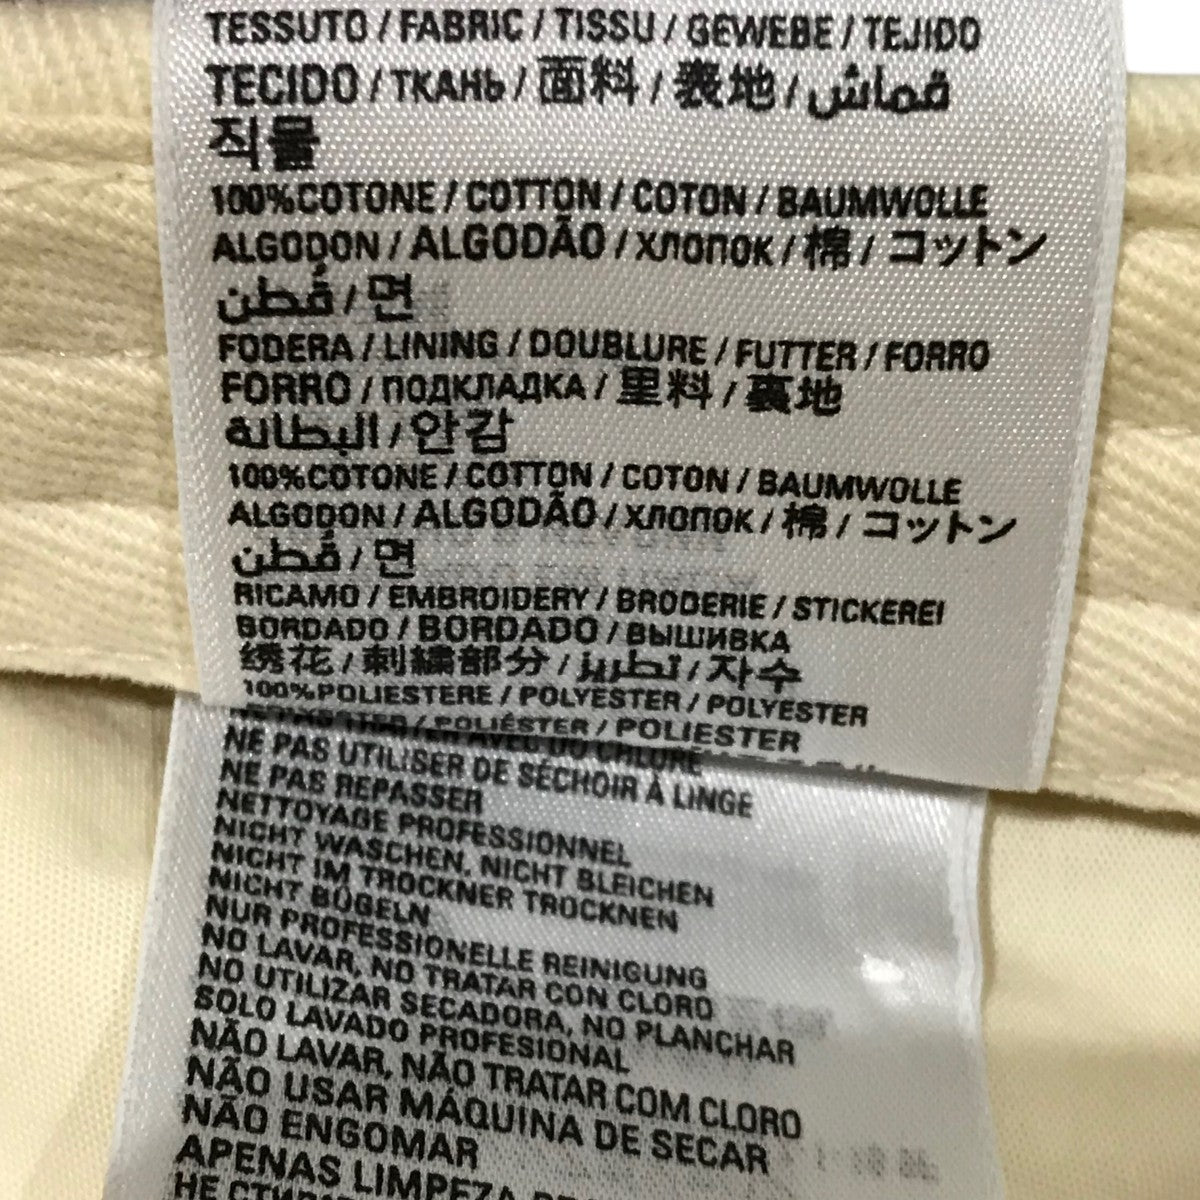 TESSUTO / FABRIC / TISSU / GEWEBE / TEJIDO
TECIDO / ТКАНЬ / 面料 / 表地 / قماش
직물
100%COTONE / COTTON / COTON / BAUMWOLLE
ALGODON / ALGODÃO / ХЛОПОК / 棉 / コットン
قُطن / 면
FODERA / LINING / DOUBLURE / FUTTER / FORRO
FORRO / ПОДКЛАДКА / 里料 / 裏地
البطانة / 안감
100%COTONE / COTTON / COTON / BAUMWOLLE
ALGODON / ALGODÃO / ХЛОПОК / 棉 / コットン
قُطن / 면
RICAMO / EMBROIDERY / BRODERIE / STICKEREI
BORDADO / BORDADO / ВЫШИВКА
绣花 / 刺繍部分 / تطريز / 자수
100%POLIESTERE / POLYESTER / POLYESTER
/ POLIÉSTER / POLIESTER
CHLORE
NE PAS UTILISER DE SÉCHOIR À LINGE
NE PAS REPASSER
NETTOYAGE PROFESSIONNEL
NICHT WASCHEN, NICHT BLEICHEN
NICHT IM TROCKNER TROCKNEN
NICHT BÜGELN
NUR PROFESSIONELLE REINIGUNG
NO LAVAR, NO TRATAR CON CLORO
NO UTILIZAR SECADORA, NO PLANCHAR
SOLO LAVADO PROFESIONAL
NÃO LAVAR, NÃO TRATAR COM CLORO
NÃO USAR MÁQUINA DE SECAR
NÃO ENGOMAR
APENAS LIMPEZA
НЕ